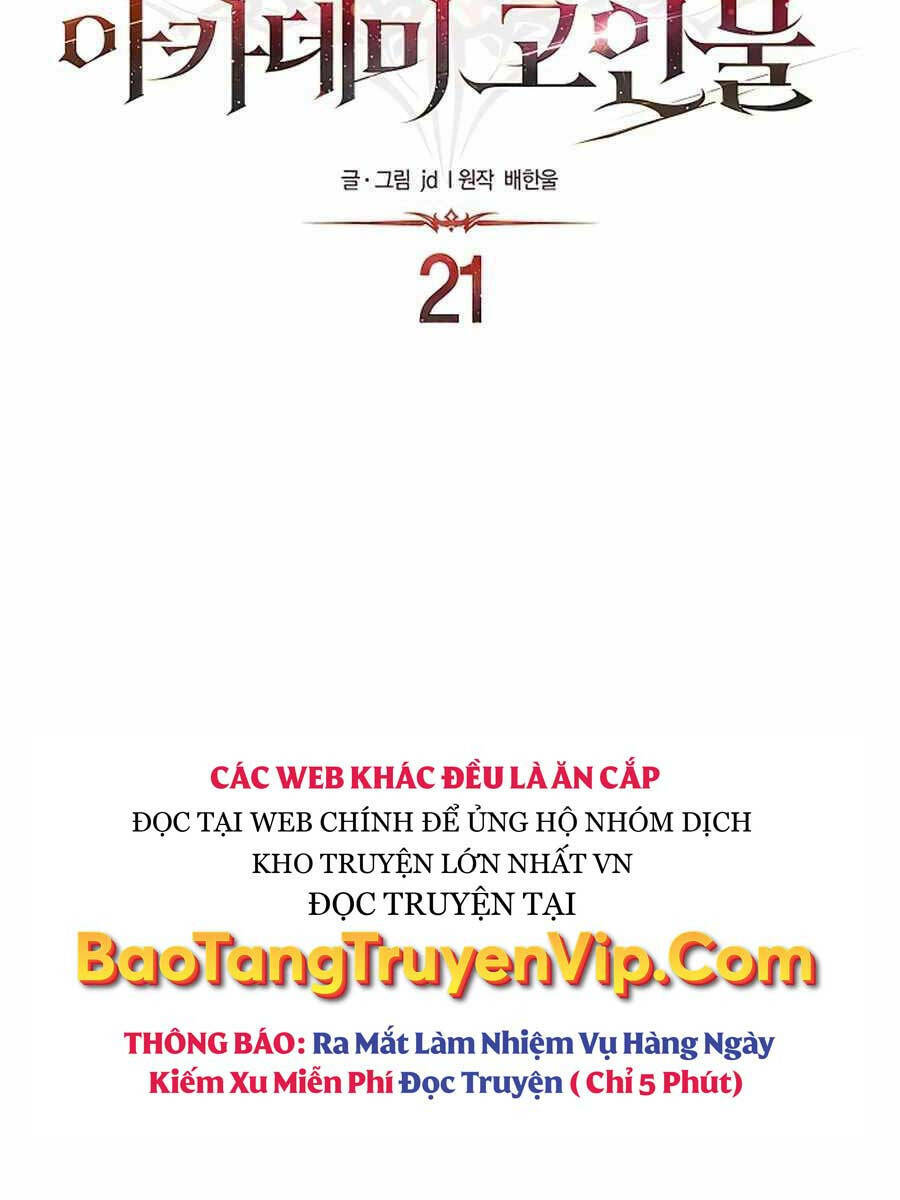 아카데미 고인물
글·그림 jd | 원작 배한울
21
CÁC WEB KHÁC ĐỀU LÀ ĂN CẮP
ĐỌC TẠI WEB CHÍNH ĐỂ ỦNG HỘ NHÓM DỊCH
KHO TRUYỆN LỚN NHẤT VN
ĐỌC TRUYỆN TẠI
BaoTangTruyenVip.Com
THÔNG BÁO: Ra Mắt Làm Nhiệm Vụ Hàng Ngày
Kiếm Xu Miễn Phí Đọc Truyện ( Chỉ 5 Phút)